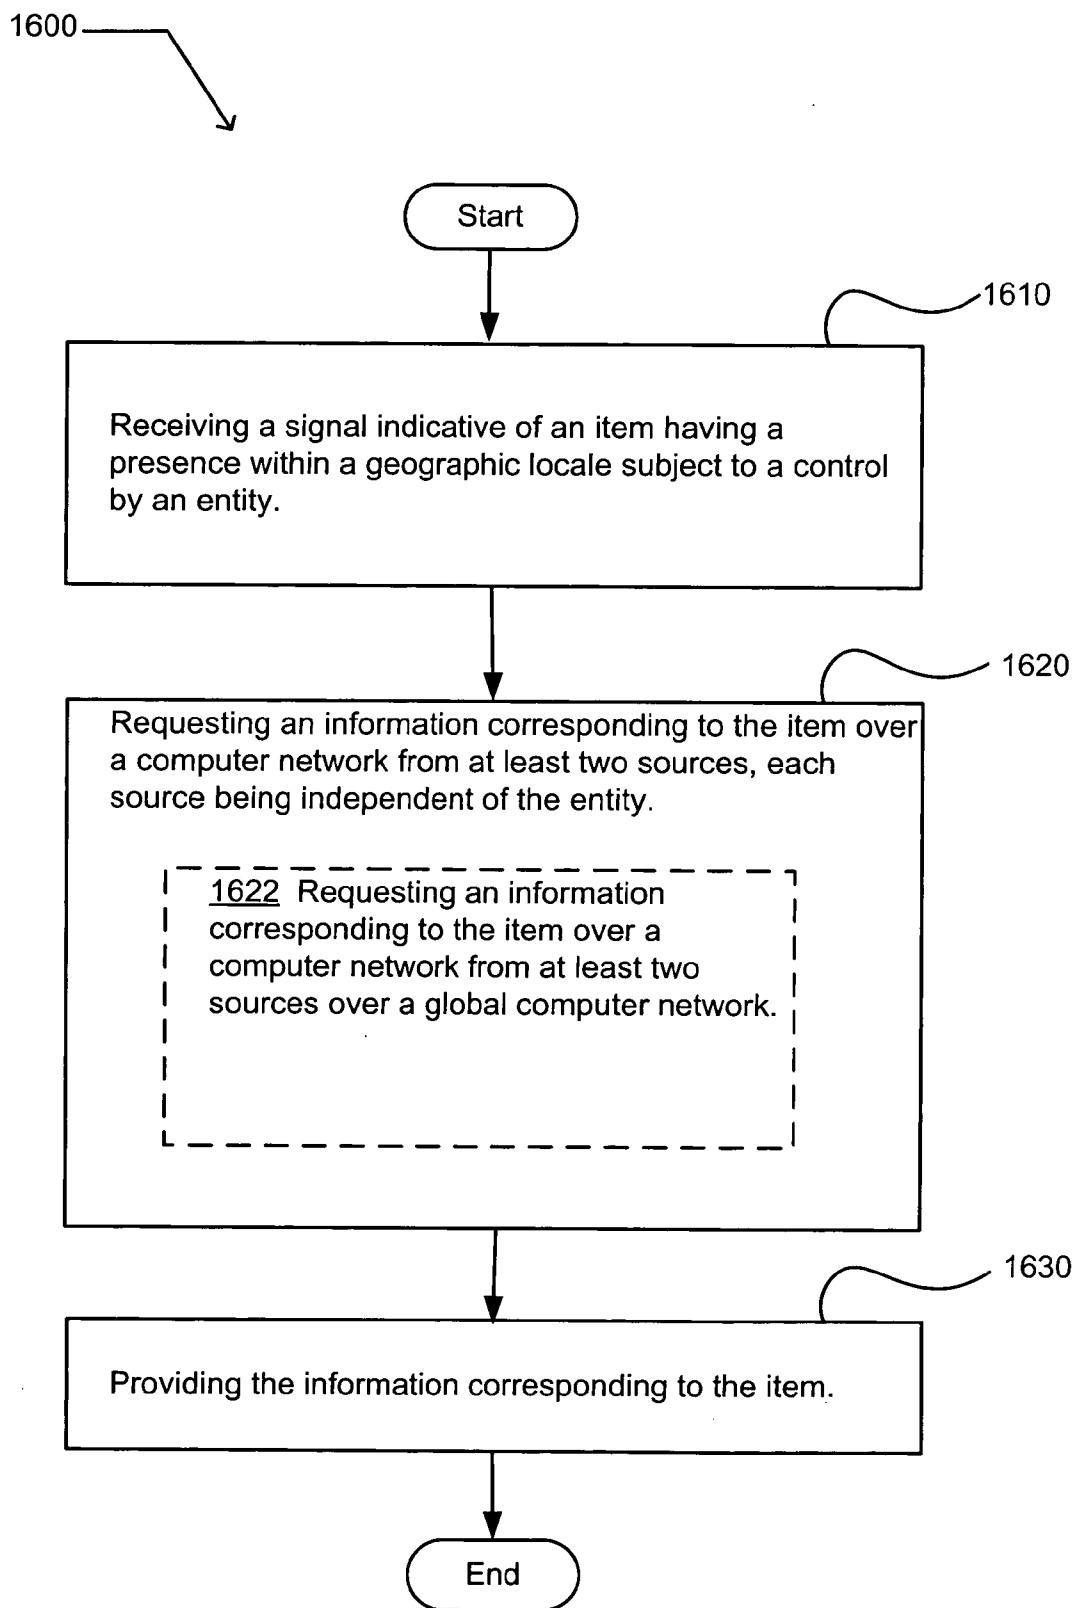 1600
Start
1610
Receiving a signal indicative of an item having a
presence within a geographic locale subject to a control
by an entity.
1620
Requesting an information corresponding to the item over
a computer network from at least two sources, each
source being independent of the entity.
1622 Requesting an information
corresponding to the item over a
computer network from at least two
sources over a global computer network.
1630
Providing the information corresponding to the item.
End